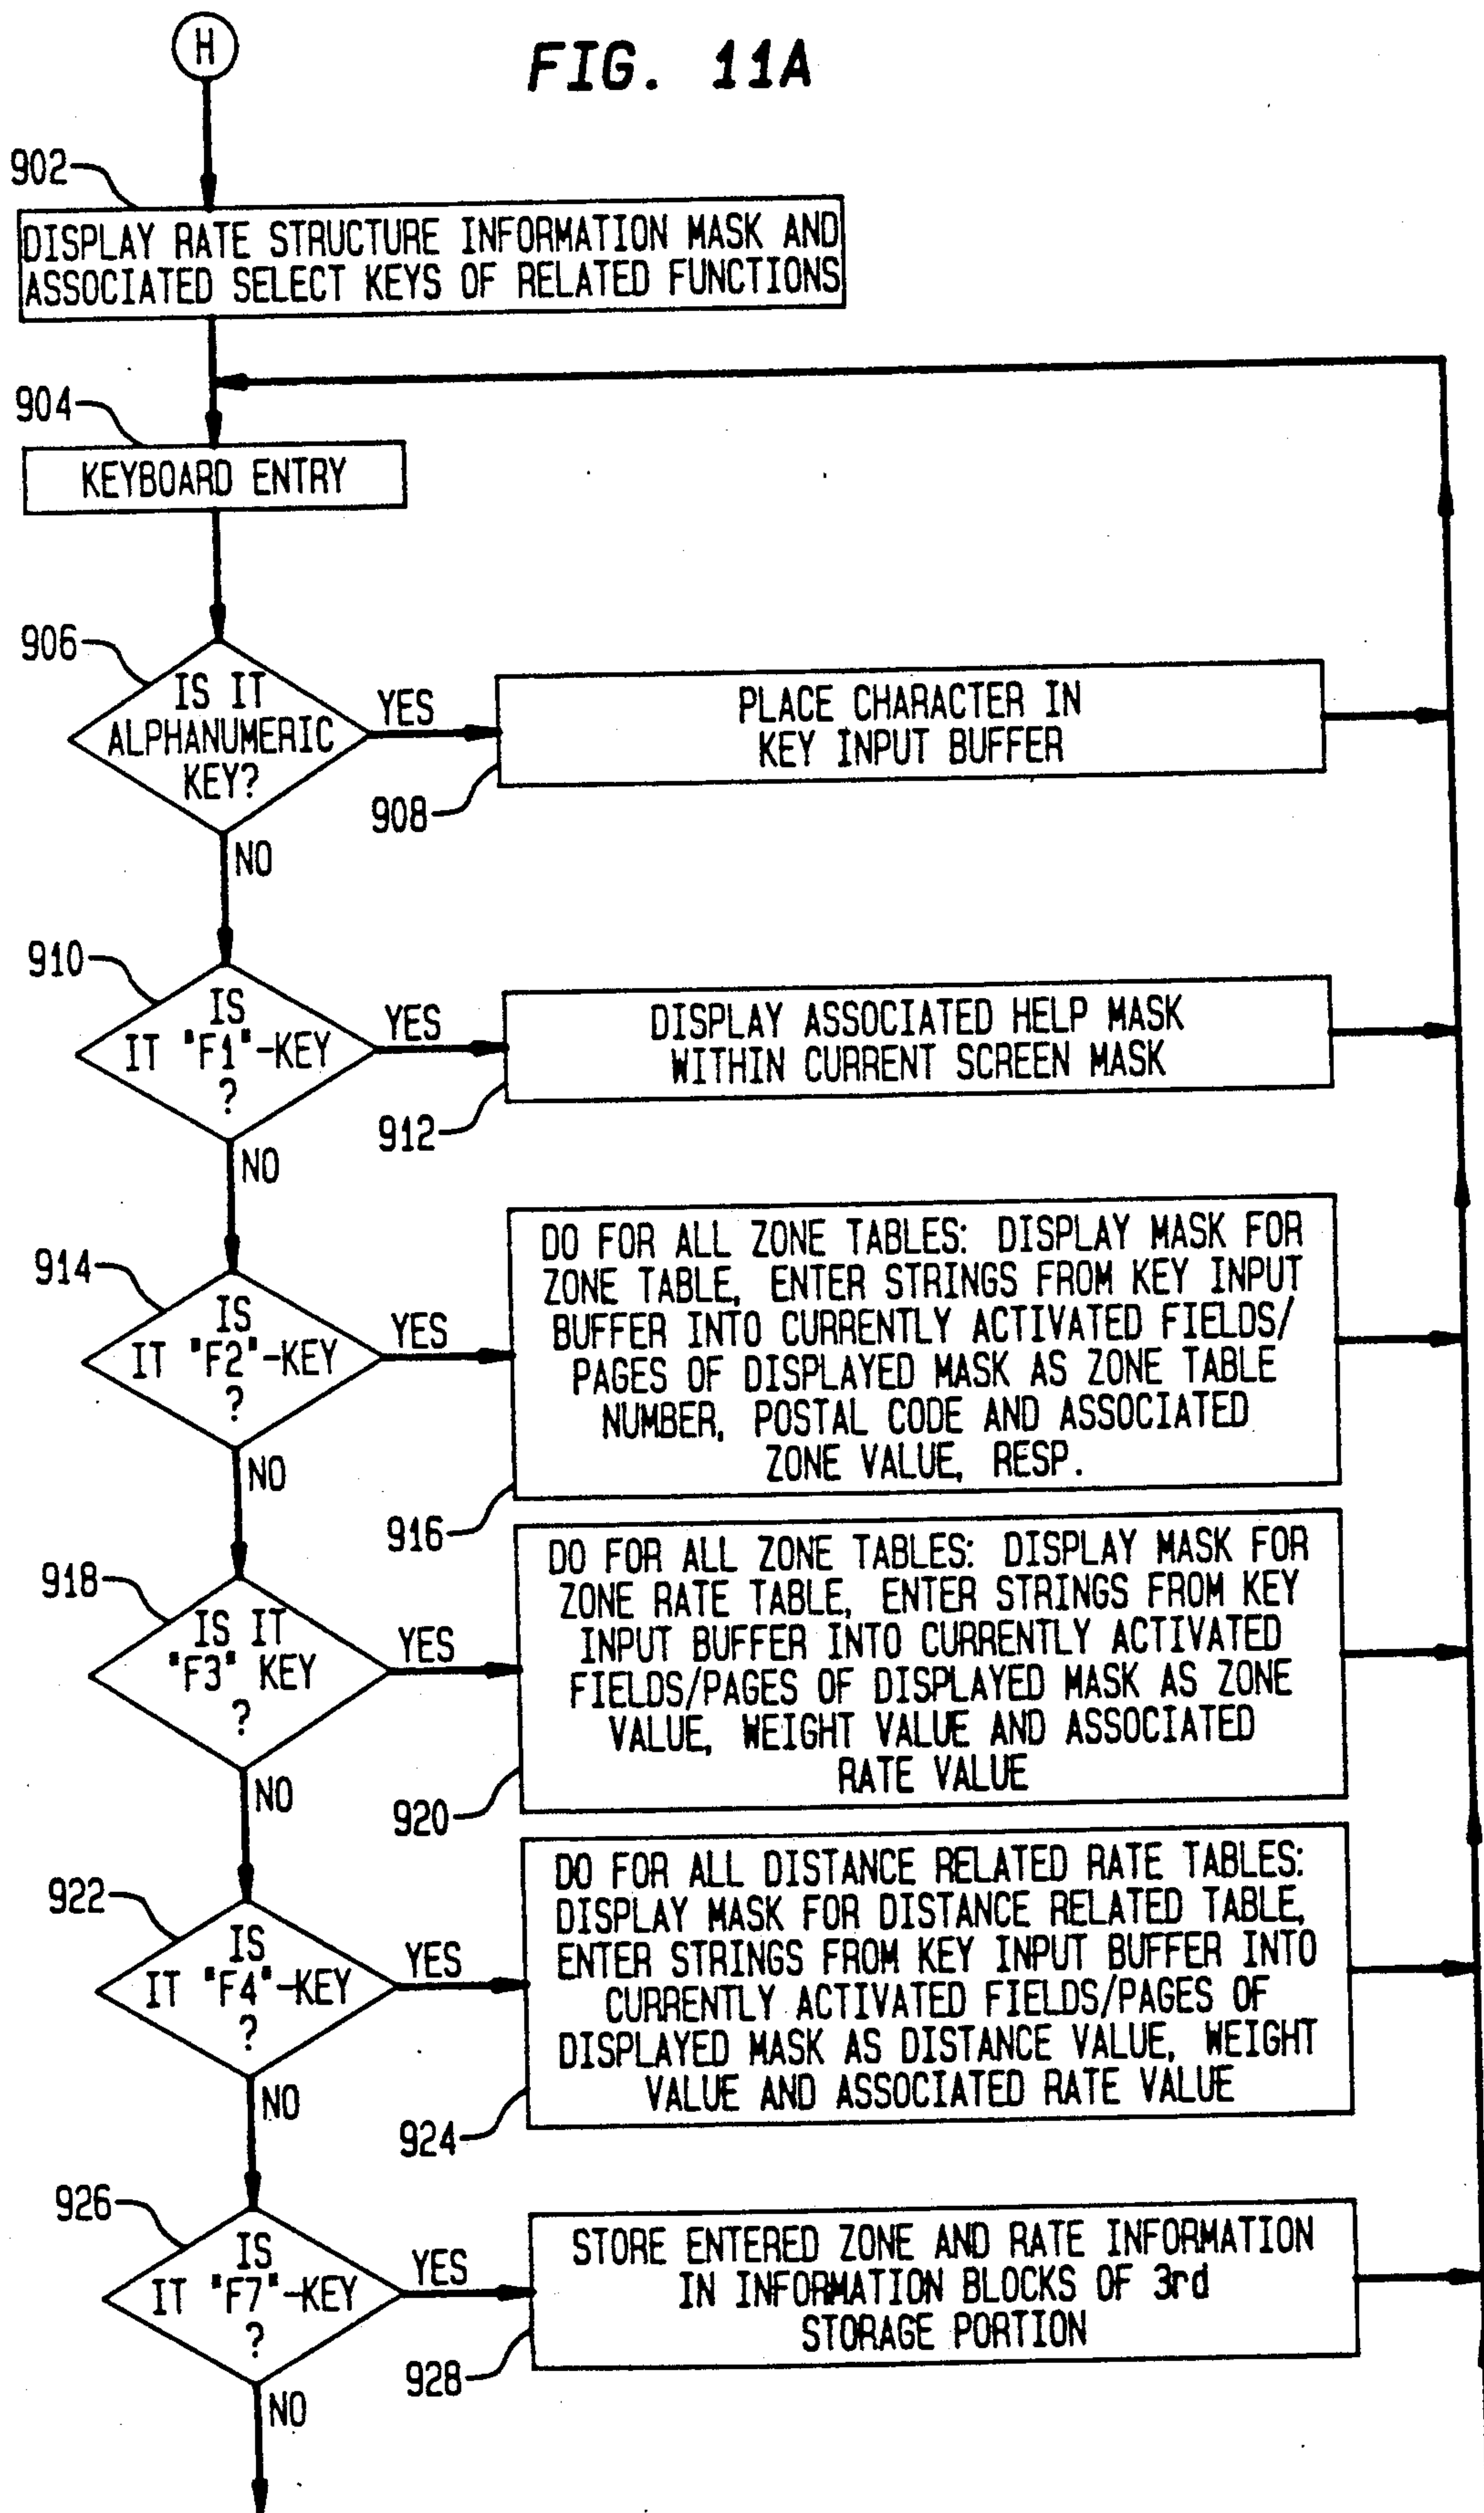 H
FIG. 11A
902
DISPLAY RATE STRUCTURE INFORMATION MASK AND
ASSOCIATED SELECT KEYS OF RELATED FUNCTIONS
904
KEYBOARD ENTRY
906
IS IT
ALPHANUMERIC
KEY?
YES
PLACE CHARACTER IN
KEY INPUT BUFFER
908
NO
910
IS
IT "F1"-KEY
?
YES
DISPLAY ASSOCIATED HELP MASK
WITHIN CURRENT SCREEN MASK
912
NO
914
IS
IT "F2"-KEY
?
YES
DO FOR ALL ZONE TABLES: DISPLAY MASK FOR
ZONE TABLE, ENTER STRINGS FROM KEY INPUT
BUFFER INTO CURRENTLY ACTIVATED FIELDS/
PAGES OF DISPLAYED MASK AS ZONE TABLE
NUMBER, POSTAL CODE AND ASSOCIATED
ZONE VALUE, RESP.
916
NO
918
IS IT
"F3" KEY
?
YES
DO FOR ALL ZONE TABLES: DISPLAY MASK FOR
ZONE RATE TABLE, ENTER STRINGS FROM KEY
INPUT BUFFER INTO CURRENTLY ACTIVATED
FIELDS/PAGES OF DISPLAYED MASK AS ZONE
VALUE, WEIGHT VALUE AND ASSOCIATED
RATE VALUE
920
NO
922
IS
IT "F4"-KEY
?
YES
DO FOR ALL DISTANCE RELATED RATE TABLES:
DISPLAY MASK FOR DISTANCE RELATED TABLE,
ENTER STRINGS FROM KEY INPUT BUFFER INTO
CURRENTLY ACTIVATED FIELDS/PAGES OF
DISPLAYED MASK AS DISTANCE VALUE, WEIGHT
VALUE AND ASSOCIATED RATE VALUE
924
NO
926
IS
IT "F7"-KEY
?
YES
STORE ENTERED ZONE AND RATE INFORMATION
IN INFORMATION BLOCKS OF 3rd
STORAGE PORTION
928
NO